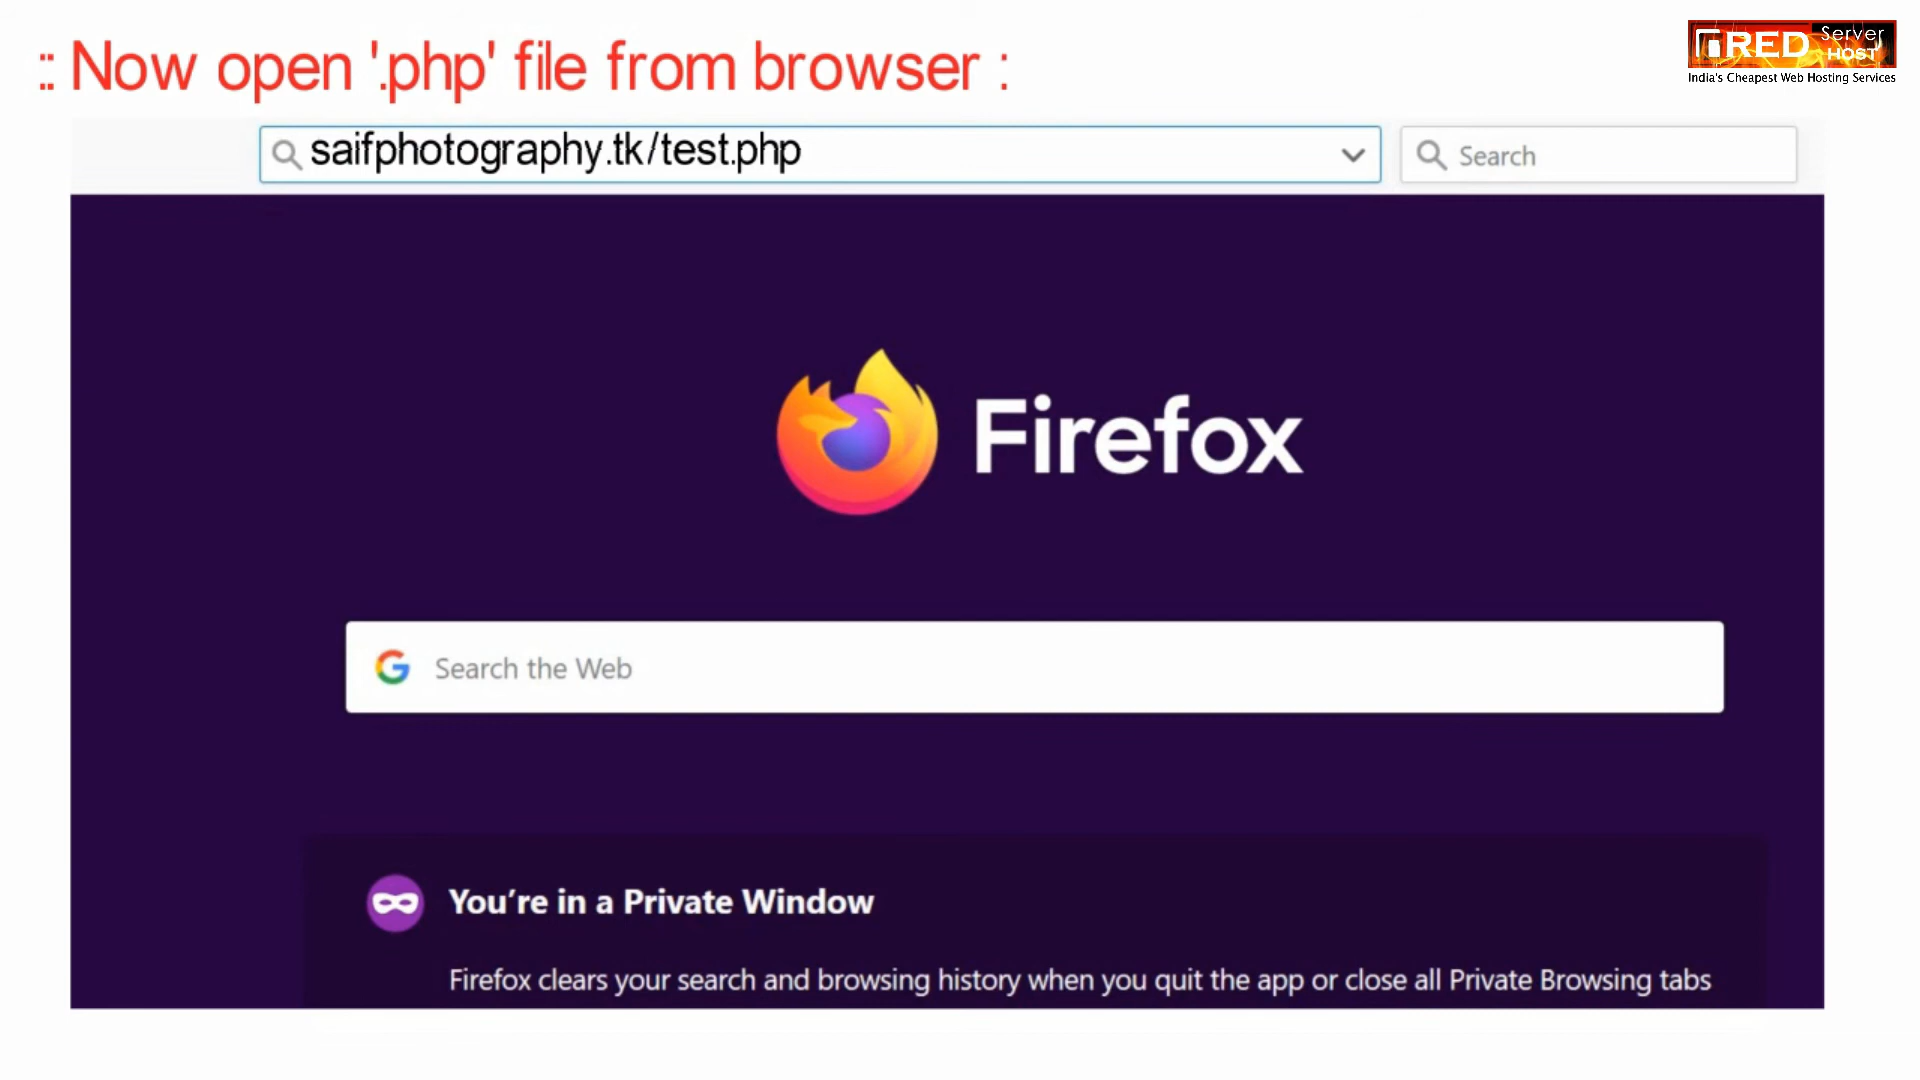 :: Now open '.php' file from browser :
RED Server
HOST
India's Cheapest Web Hosting Services
saifphotography.tk/test.php
Search
Firefox
Search the Web
You’re in a Private Window
Firefox clears your search and browsing history when you quit the app or close all Private Browsing tabs